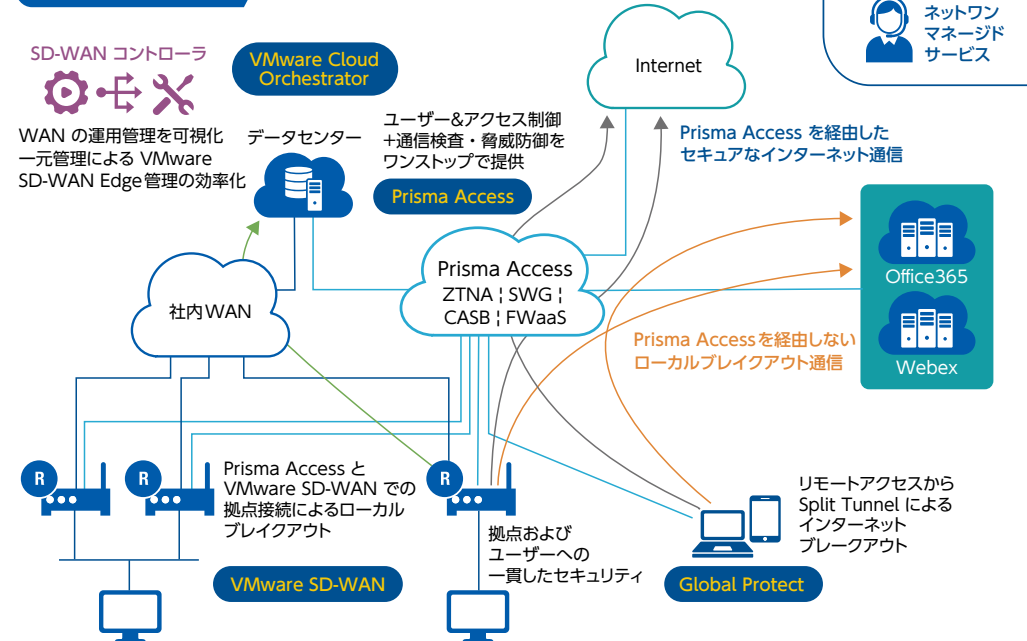 SD-WAN コントローラ
WAN の運用管理を可視化
一元管理による VMware
SD-WAN Edge管理の効率化
VMware Cloud
Orchestrator
データセンター
ユーザー&アクセス制御
+通信検査・脅威防御を
ワンストップで提供
Prisma Access
Internet
ネットワン
マネージド
サービス
Prisma Access を経由した
セキュアなインターネット通信
社内WAN
Prisma Access
ZTNA ¦ SWG ¦
CASB ¦ FWaaS
Office365
Webex
Prisma Accessを経由しない
ローカルブレイクアウト通信
R
R
R
Prisma Access と
VMware SD-WAN での
拠点接続によるローカル
ブレイクアウト
拠点および
ユーザーへの
一貫したセキュリティ
リモートアクセスから
Split Tunnel による
インターネット
ブレークアウト
VMware SD-WAN
Global Protect